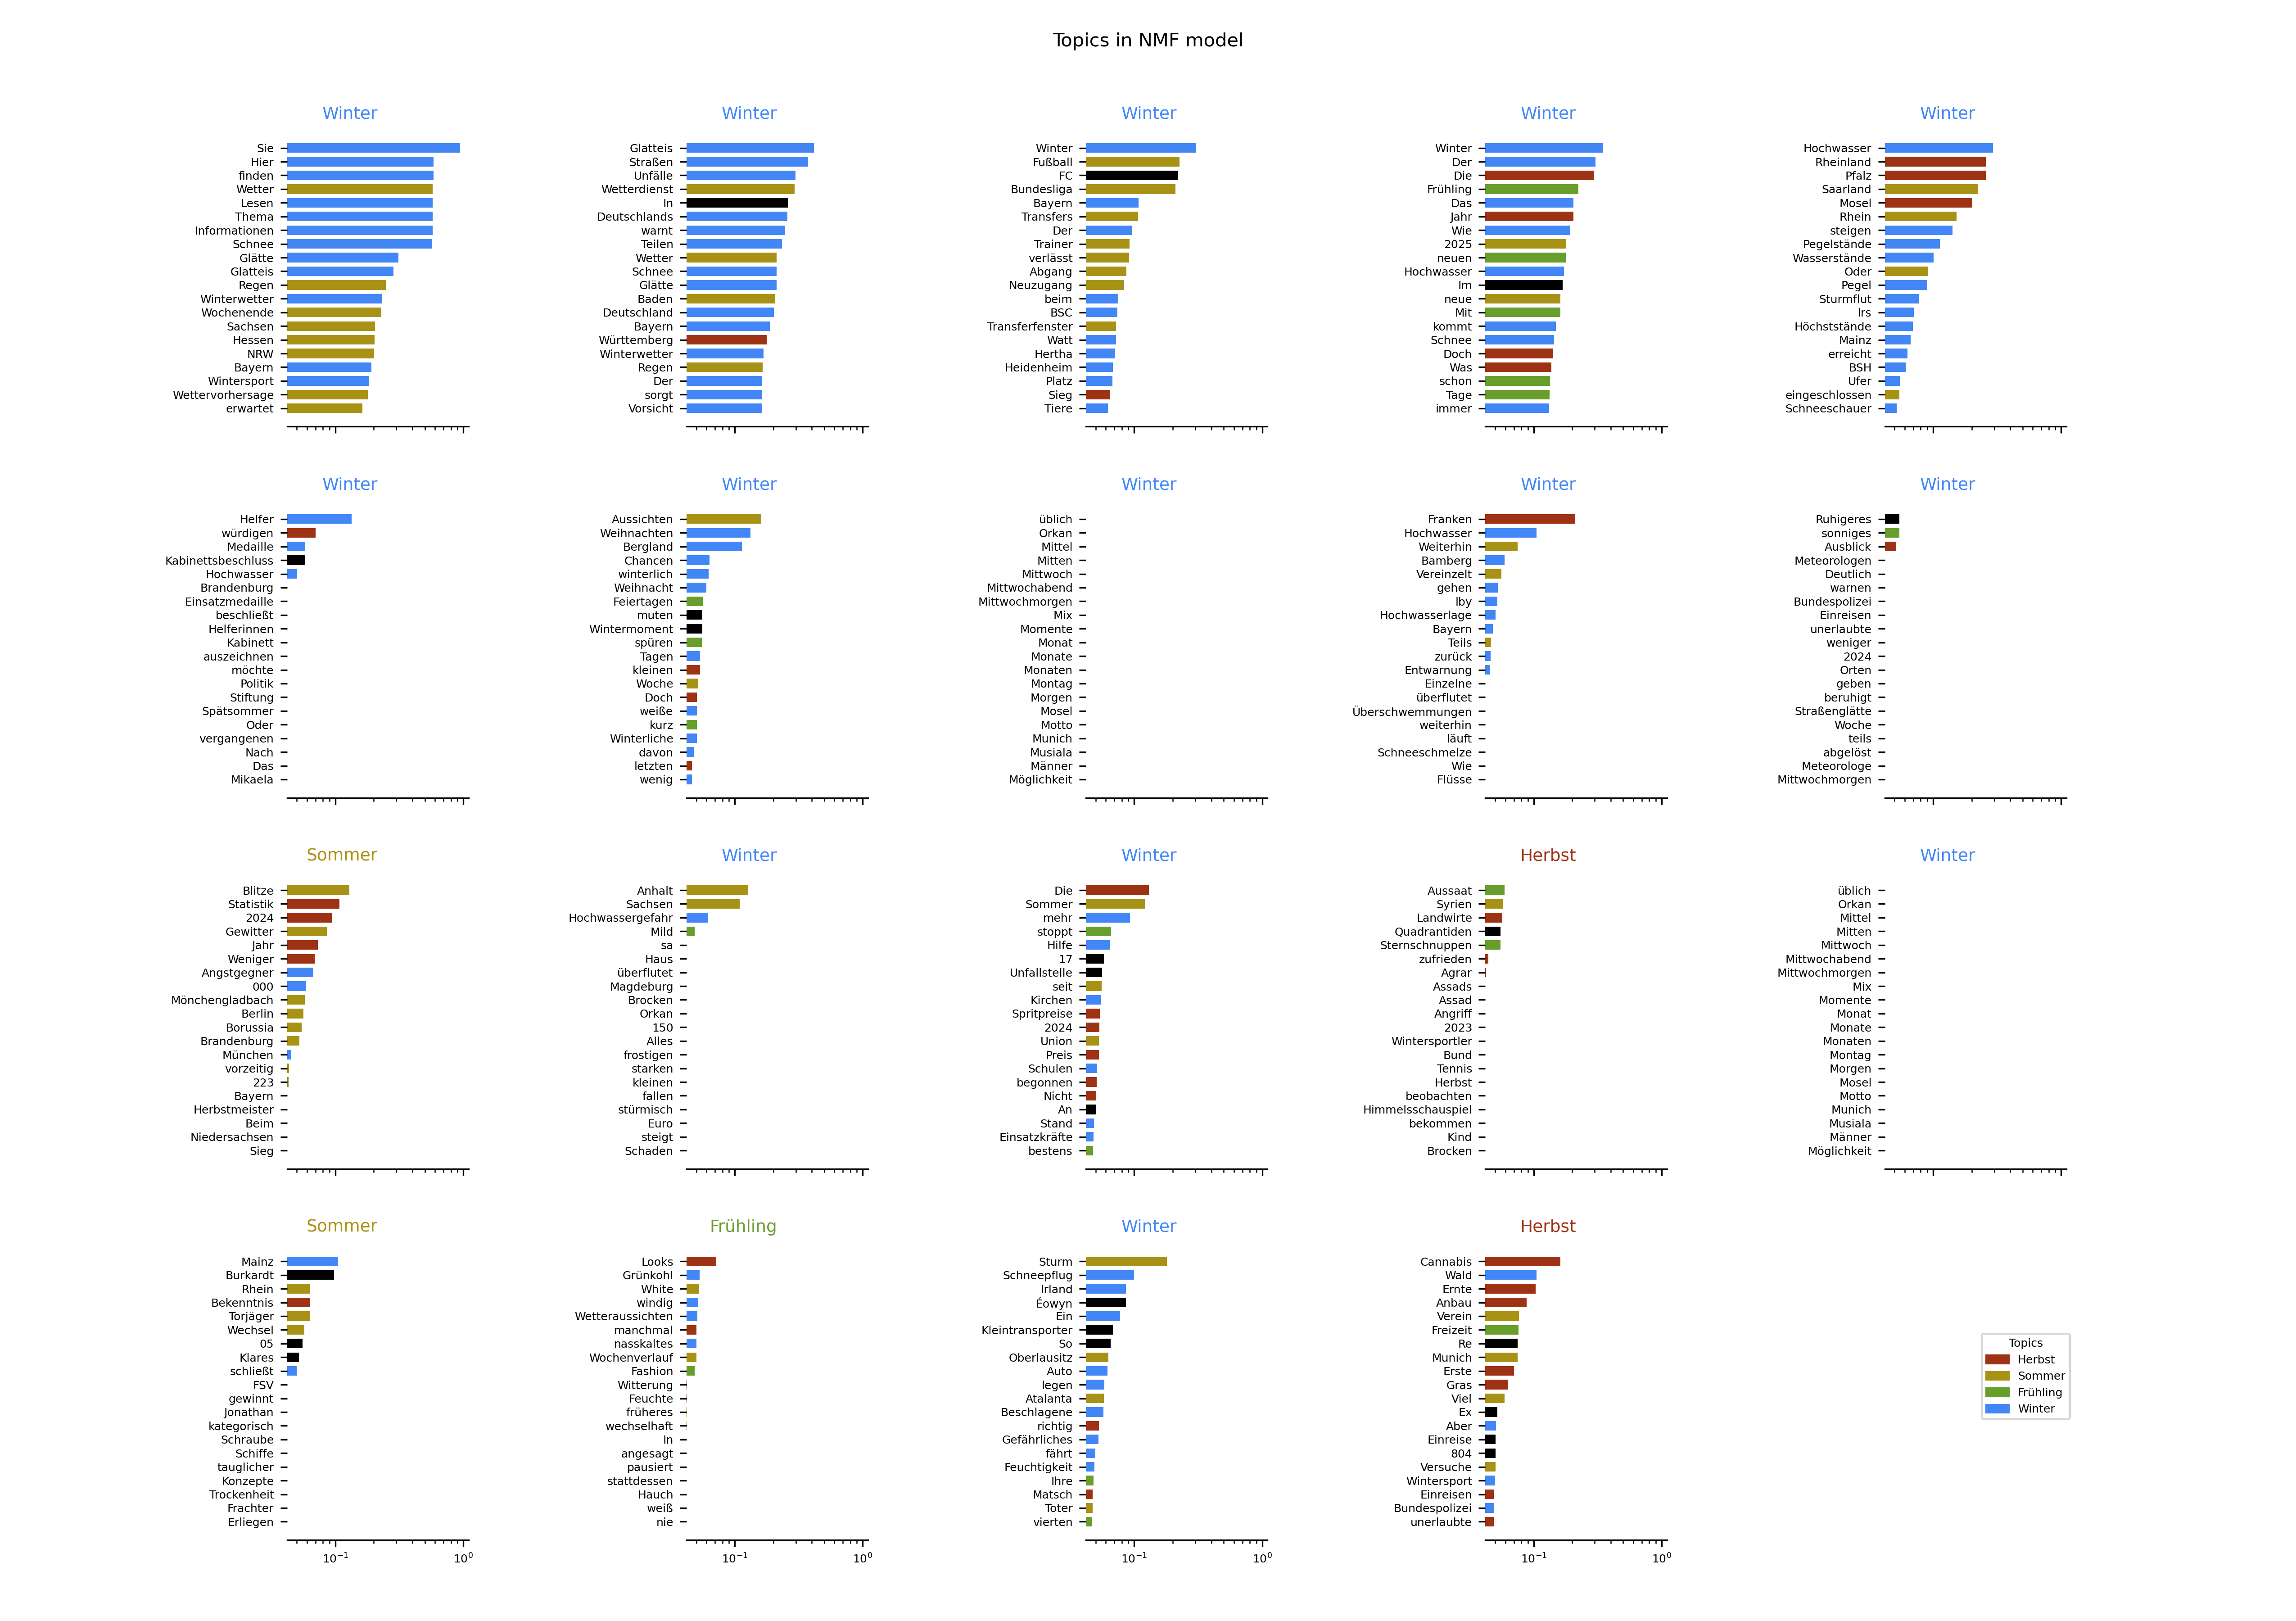 Topics in NMF model
Winter
Sie
Hier
finden
Wetter
Lesen
Thema
Informationen
Schnee
Glätte
Glatteis
Regen
Winterwetter
Wochenende
Sachsen
Hessen
NRW
Bayern
Wintersport
Wettervorhersage
erwartet
Winter
Glatteis
Straßen
Unfälle
Wetterdienst
In
Deutschlands
warnt
Teilen
Wetter
Schnee
Glätte
Baden
Deutschland
Bayern
Württemberg
Winterwetter
Regen
Der
sorgt
Vorsicht
Winter
Winter
Fußball
FC
Bundesliga
Bayern
Transfers
Der
Trainer
verlässt
Abgang
Neuzugang
beim
BSC
Transferfenster
Watt
Hertha
Heidenheim
Platz
Sieg
Tiere
Winter
Winter
Der
Die
Frühling
Das
Jahr
Wie
2025
neuen
Hochwasser
Im
neue
Mit
kommt
Schnee
Doch
Was
schon
Tage
immer
Winter
Hochwasser
Rheinland
Pfalz
Saarland
Mosel
Rhein
steigen
Pegelstände
Wasserstände
Oder
Pegel
Sturmflut
lrs
Höchststände
Mainz
erreicht
BSH
Ufer
eingeschlossen
Schneeschauer
Winter
Helfer
würdigen
Medaille
Kabinettsbeschluss
Hochwasser
Brandenburg
Einsatzmedaille
beschließt
Helferinnen
Kabinett
auszeichnen
möchte
Politik
Stiftung
Spätsommer
Oder
vergangenen
Nach
Das
Mikaela
Winter
Aussichten
Weihnachten
Bergland
Chancen
winterlich
Weihnacht
Feiertagen
muten
Wintermoment
spüren
Tagen
kleinen
Woche
Doch
weiße
kurz
Winterliche
davon
letzten
wenig
Winter
üblich
Orkan
Mittel
Mitten
Mittwoch
Mittwochabend
Mittwochmorgen
Mix
Momente
Monat
Monate
Monaten
Montag
Morgen
Mosel
Motto
Munich
Musiala
Männer
Möglichkeit
Winter
Franken
Hochwasser
Weiterhin
Bamberg
Vereinzelt
gehen
lby
Hochwasserlage
Bayern
Teils
zurück
Entwarnung
Einzelne
überflutet
Überschwemmungen
weiterhin
läuft
Schneeschmelze
Wie
Flüsse
Winter
Ruhigeres
sonniges
Ausblick
Meteorologen
Deutlich
warnen
Bundespolizei
Einreisen
unerlaubte
weniger
2024
Orten
geben
beruhigt
Straßenglätte
Woche
teils
abgelöst
Meteorologe
Mittwochmorgen
Sommer
Blitze
Statistik
2024
Gewitter
Jahr
Weniger
Angstgegner
000
Mönchengladbach
Berlin
Borussia
Brandenburg
München
vorzeitig
223
Bayern
Herbstmeister
Beim
Niedersachsen
Sieg
Winter
Anhalt
Sachsen
Hochwassergefahr
Mild
sa
Haus
überflutet
Magdeburg
Brocken
Orkan
150
Alles
frostigen
starken
kleinen
fallen
stürmisch
Euro
steigt
Schaden
Winter
Die
Sommer
mehr
stoppt
Hilfe
17
Unfallstelle
seit
Kirchen
Spritpreise
2024
Union
Preis
Schulen
begonnen
Nicht
An
Stand
Einsatzkräfte
bestens
Herbst
Aussaat
Syrien
Landwirte
Quadrantiden
Sternschnuppen
zufrieden
Agrar
Assads
Assad
Angriff
2023
Wintersportler
Bund
Tennis
Herbst
beobachten
Himmelsschauspiel
bekommen
Kind
Brocken
Winter
üblich
Orkan
Mittel
Mitten
Mittwoch
Mittwochabend
Mittwochmorgen
Mix
Momente
Monat
Monate
Monaten
Montag
Morgen
Mosel
Motto
Munich
Musiala
Männer
Möglichkeit
Sommer
Mainz
Burkardt
Rhein
Bekenntnis
Torjäger
Wechsel
05
Klares
schließt
FSV
gewinnt
Jonathan
kategorisch
Schraube
Schiffe
tauglicher
Konzepte
Trockenheit
Frachter
Erliegen
10⁻¹ 10⁰
Frühling
Looks
Grünkohl
White
windig
Wetteraussichten
manchmal
nasskaltes
Wochenverlauf
Fashion
Witterung
Feuchte
früheres
wechselhaft
In
angesagt
pausiert
stattdessen
Hauch
weiß
nie
10⁻¹ 10⁰
Winter
Sturm
Schneepflug
Irland
Éowyn
Ein
Kleintransporter
So
Oberlausitz
Auto
legen
Atalanta
Beschlagene
richtig
Gefährliches
fährt
Feuchtigkeit
Ihre
Matsch
Toter
vierten
10⁻¹ 10⁰
Herbst
Cannabis
Wald
Ernte
Anbau
Verein
Freizeit
Re
Munich
Erste
Gras
Viel
Ex
Aber
Einreise
804
Versuche
Wintersport
Einreisen
Bundespolizei
unerlaubte
10⁻¹ 10⁰
Topics
Herbst
Sommer
Frühling
Winter